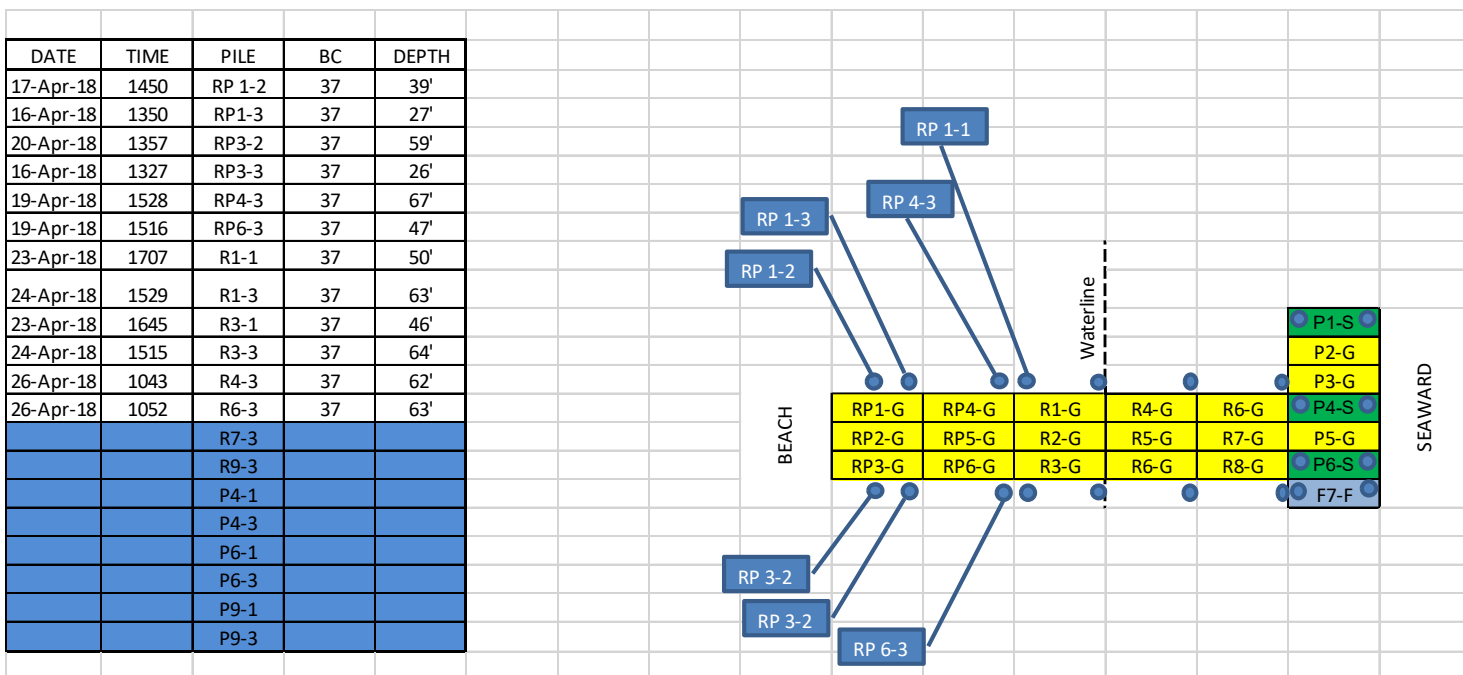 DATE TIME PILE BC DEPTH
17-Apr-18 1450 RP 1-2 37 39'
16-Apr-18 1350 RP1-3 37 27'
20-Apr-18 1357 RP3-2 37 59'
16-Apr-18 1327 RP3-3 37 26'
19-Apr-18 1528 RP4-3 37 67'
19-Apr-18 1516 RP6-3 37 47'
23-Apr-18 1707 R1-1 37 50'
24-Apr-18 1529 R1-3 37 63'
23-Apr-18 1645 R3-1 37 46'
24-Apr-18 1515 R3-3 37 64'
26-Apr-18 1043 R4-3 37 62'
26-Apr-18 1052 R6-3 37 63'
R7-3
R9-3
P4-1
P4-3
P6-1
P6-3
P9-1
P9-3
RP 1-1
RP 4-3
RP 1-3
RP 1-2
Waterline
P1-S
P2-G
P3-G
BEACH
RP1-G RP4-G R1-G R4-G R6-G P4-S
RP2-G RP5-G R2-G R5-G R7-G P5-G
RP3-G RP6-G R3-G R6-G R8-G P6-S
F7-F
SEAWARD
RP 3-2
RP 3-2
RP 6-3